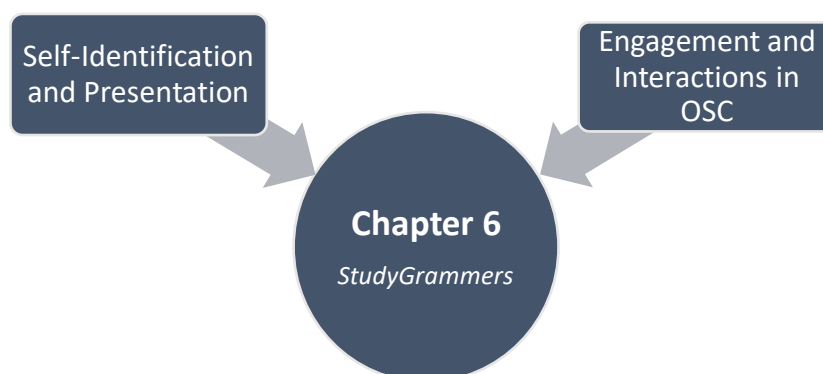 Self-Identification
and Presentation
Engagement and
Interactions in
OSC
Chapter 6
StudyGrammers